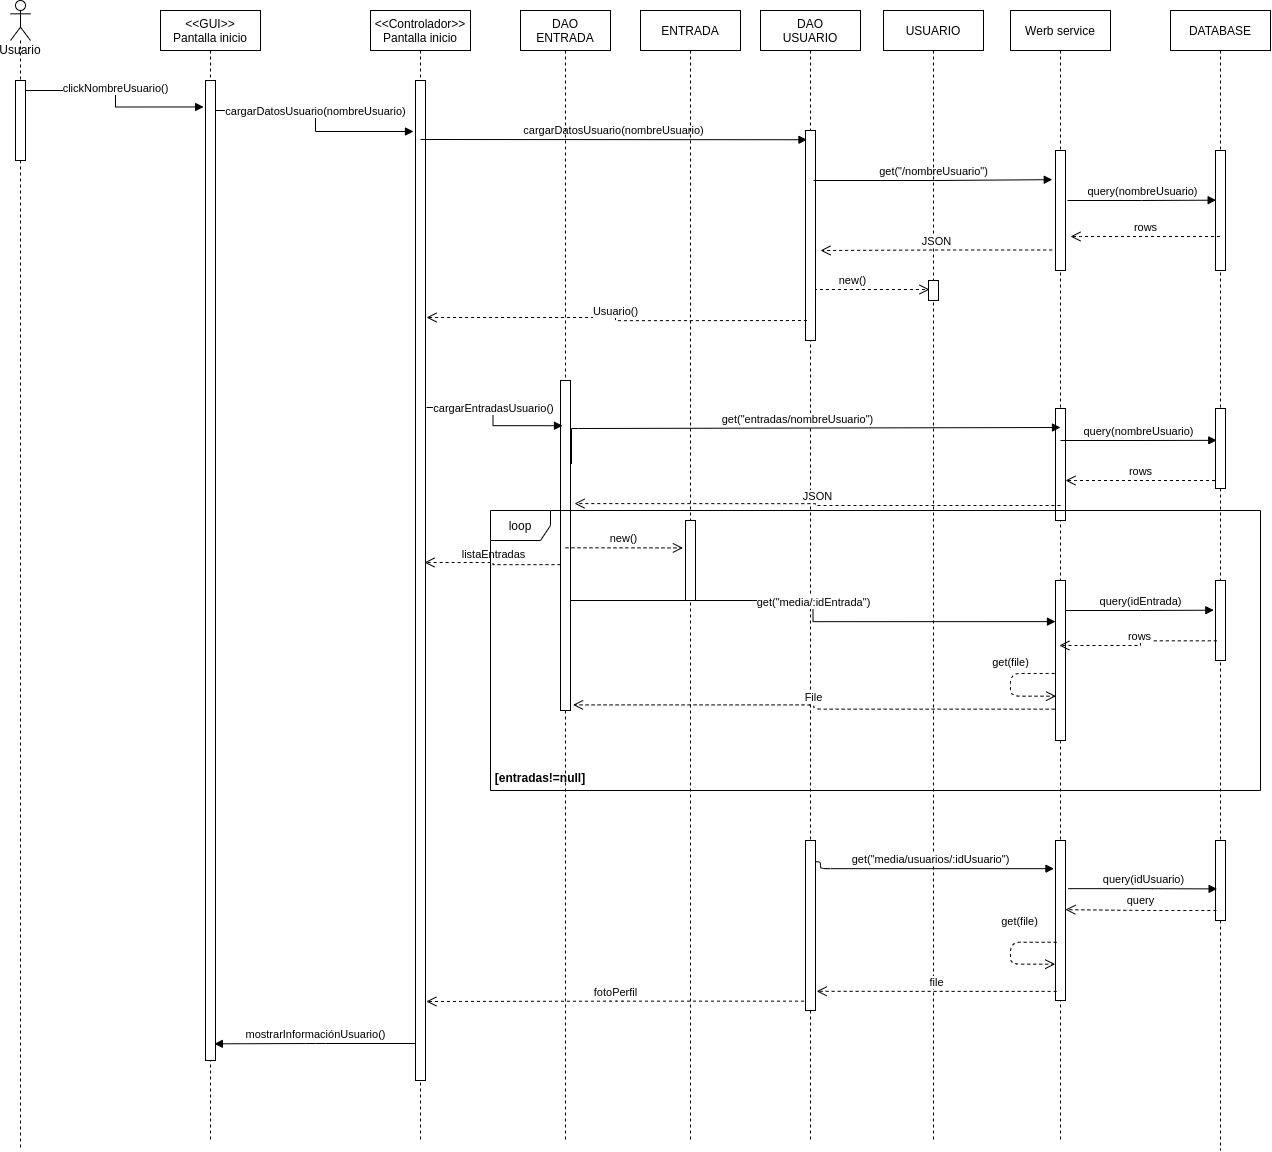 Usuario
<<GUI>>
Pantalla inicio
<<Controlador>>
Pantalla inicio
DAO
ENTRADA
ENTRADA
DAO
USUARIO
USUARIO
Werb service
DATABASE
clickNombreUsuario()
cargarDatosUsuario(nombreUsuario)
cargarDatosUsuario(nombreUsuario)
get("/nombreUsuario")
query(nombreUsuario)
rows
JSON
new()
Usuario()
cargarEntradasUsuario()
get("entradas/nombreUsuario")
query(nombreUsuario)
rows
JSON
loop
new()
listaEntradas
get("media/:idEntrada")
query(idEntrada)
rows
get(file)
File
[entradas!=null]
get("media/usuarios/:idUsuario")
query(idUsuario)
query
get(file)
file
fotoPerfil
mostrarInformaciónUsuario()